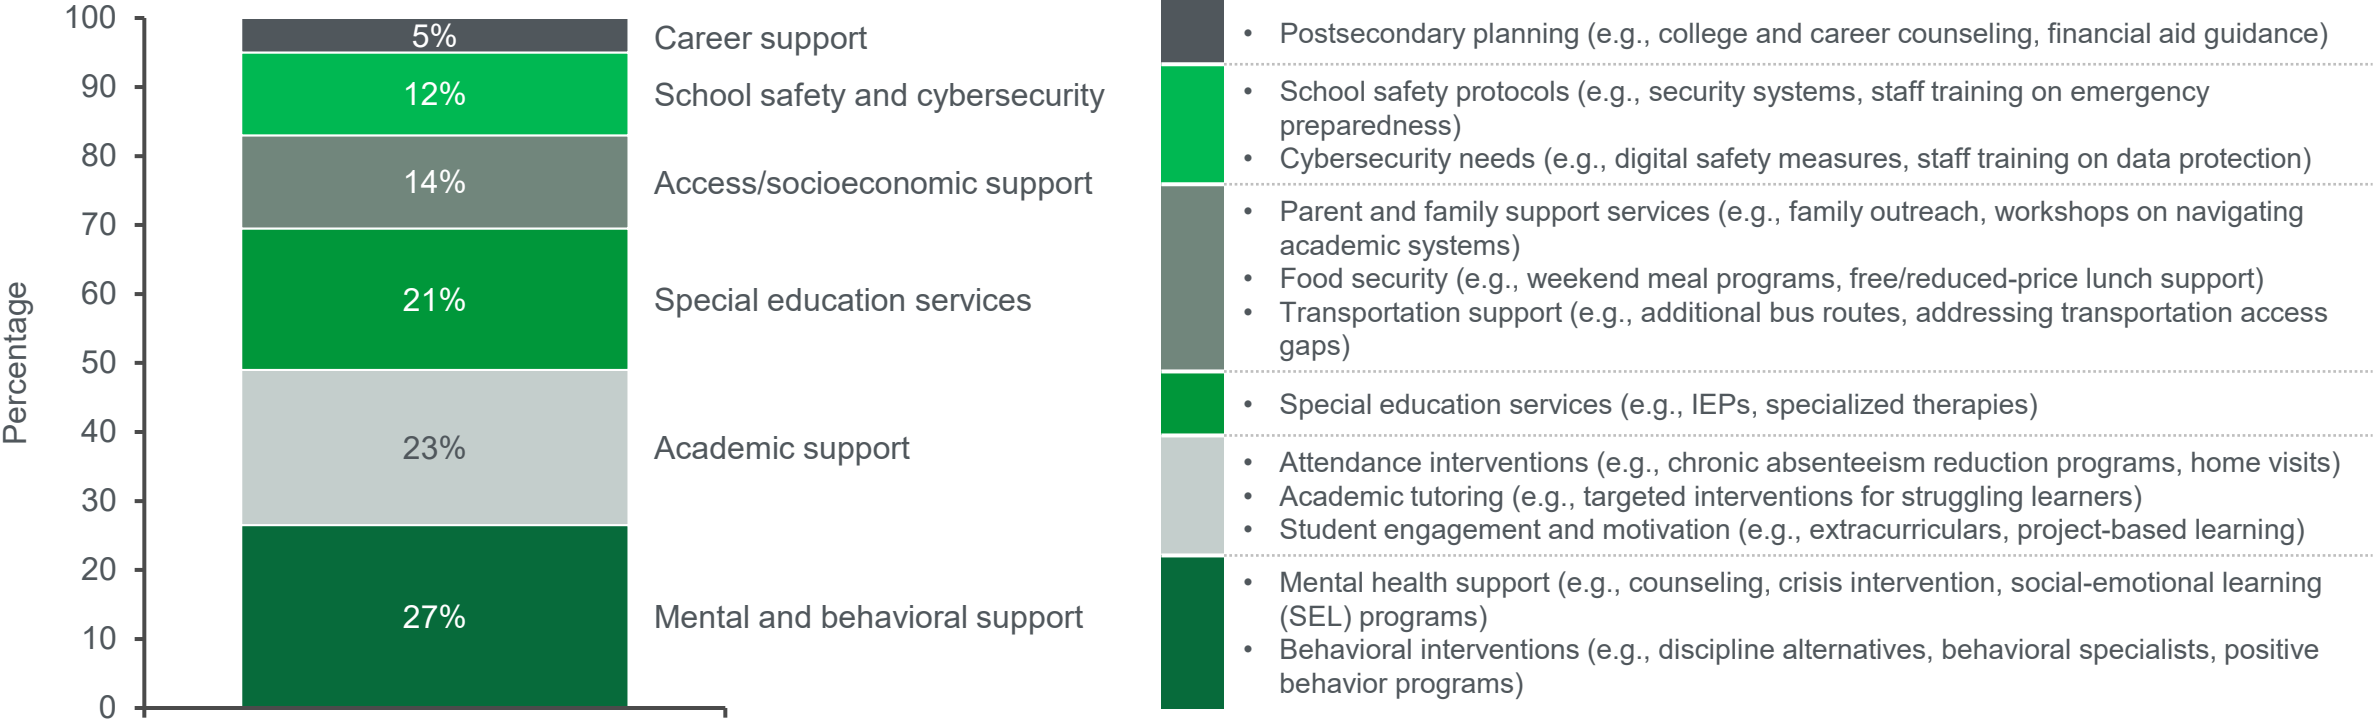 Percentage
100
90
80
70
60
50
40
30
20
10
0
5%
12%
14%
21%
23%
27%
Career support
School safety and cybersecurity
Access/socioeconomic support
Special education services
Academic support
Mental and behavioral support
• Postsecondary planning (e.g., college and career counseling, financial aid guidance)
• School safety protocols (e.g., security systems, staff training on emergency
preparedness)
• Cybersecurity needs (e.g., digital safety measures, staff training on data protection)
• Parent and family support services (e.g., family outreach, workshops on navigating
academic systems)
• Food security (e.g., weekend meal programs, free/reduced-price lunch support)
• Transportation support (e.g., additional bus routes, addressing transportation access
gaps)
• Special education services (e.g., IEPs, specialized therapies)
• Attendance interventions (e.g., chronic absenteeism reduction programs, home visits)
• Academic tutoring (e.g., targeted interventions for struggling learners)
• Student engagement and motivation (e.g., extracurriculars, project-based learning)
• Mental health support (e.g., counseling, crisis intervention, social-emotional learning
(SEL) programs)
• Behavioral interventions (e.g., discipline alternatives, behavioral specialists, positive
behavior programs)